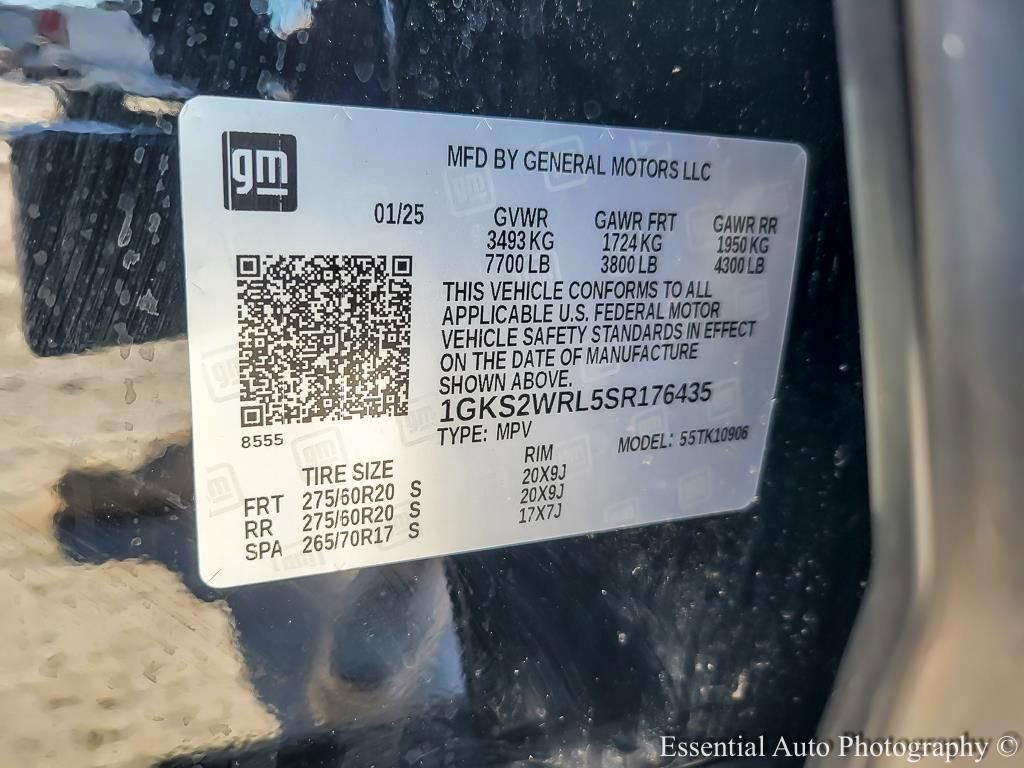 gm
MFD BY GENERAL MOTORS LLC
01/25
GVWR GAWR FRT GAWR RR
3493 KG 1724 KG 1950 KG
7700 LB 3800 LB 4300 LB
THIS VEHICLE CONFORMS TO ALL
APPLICABLE U.S. FEDERAL MOTOR
VEHICLE SAFETY STANDARDS IN EFFECT
ON THE DATE OF MANUFACTURE
SHOWN ABOVE.
1GKS2WRL5SR176435
8555
TYPE: MPV MODEL: 55TK10906
TIRE SIZE RIM
FRT 275/60R20 S 20X9J
RR 275/60R20 S 20X9J
SPA 265/70R17 S 17X7J
Essential Auto Photography ©